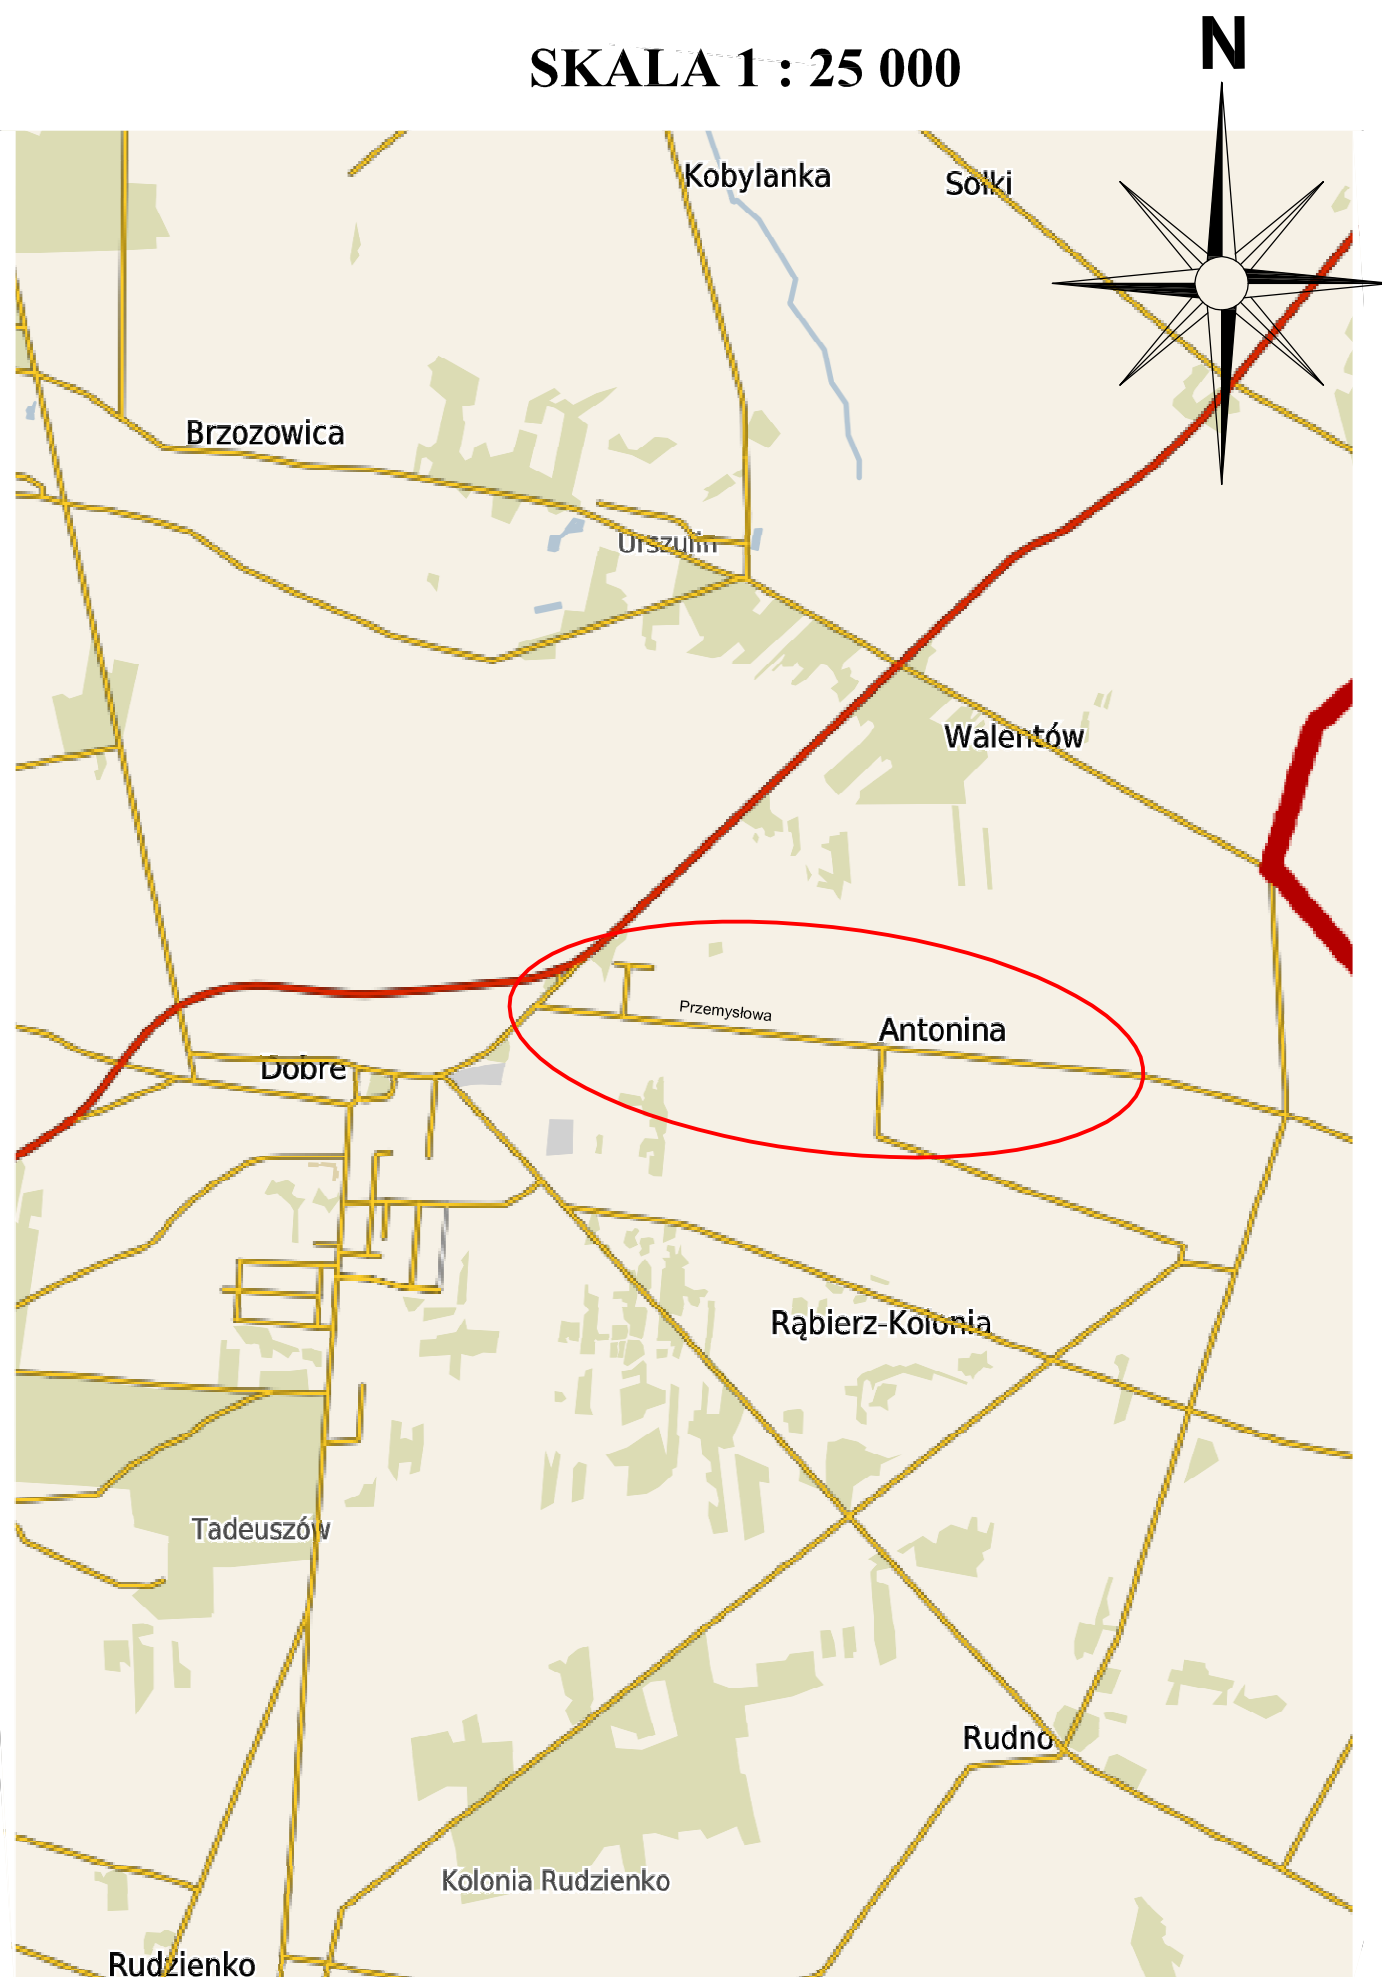 N
SKALA 1 : 25 000
Kobylanka
Sołki
Brzozowica
Urszulin
Walentów
Przemysłowa
Antonina
Dobre
Rąbierz-Kolonia
Tadeuszów
Rudno
Kolonia Rudzienko
Rudzienko